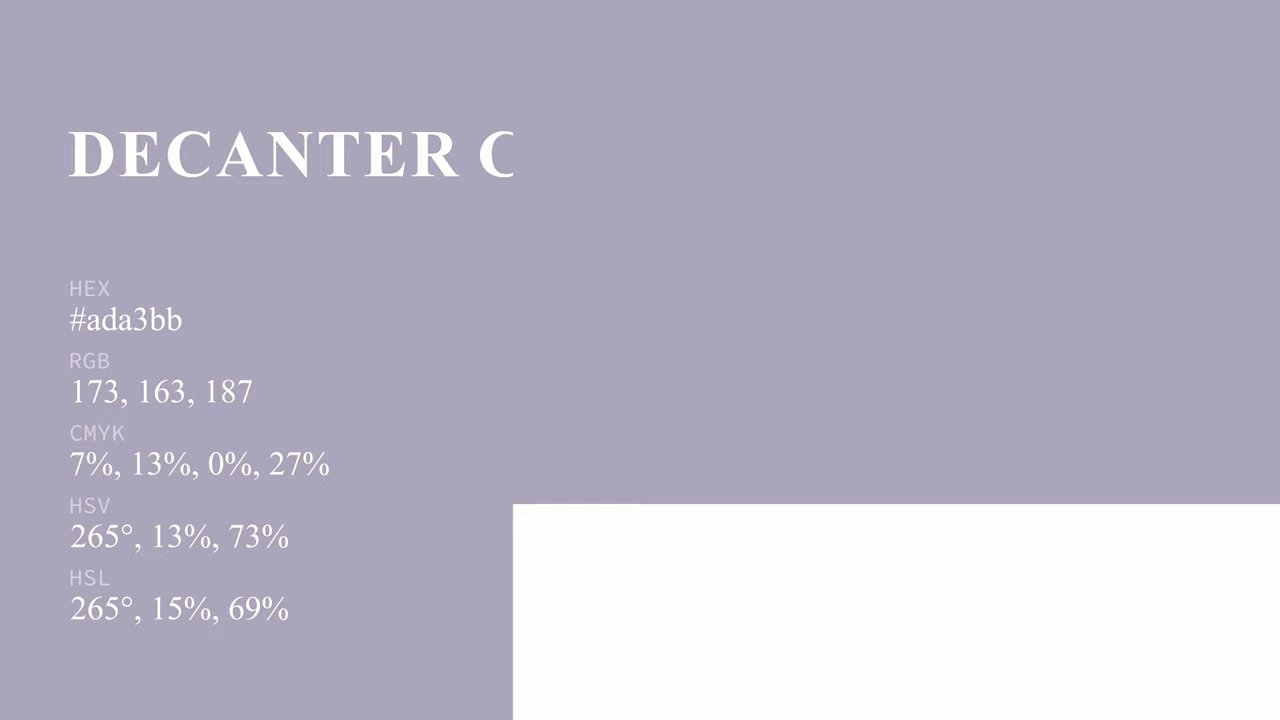 DECANTER
HEX
#ada3bb
RGB
173, 163, 187
CMYK
7%, 13%, 0%, 27%
HSV
265°, 13%, 73%
HSL
265°, 15%, 69%